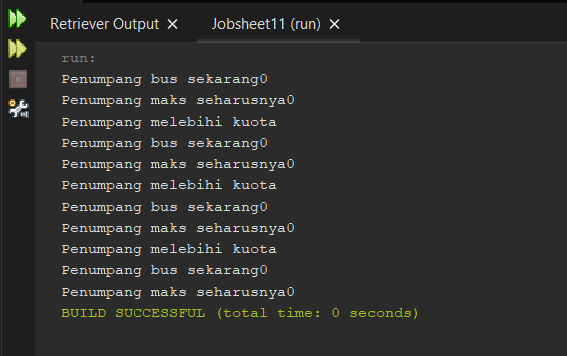 Retriever Output × Jobsheet11 (run) ×
run:
Penumpang bus sekarang0
Penumpang maks seharusnya0
Penumpang melebihi kuota
Penumpang bus sekarang0
Penumpang maks seharusnya0
Penumpang melebihi kuota
Penumpang bus sekarang0
Penumpang maks seharusnya0
Penumpang melebihi kuota
Penumpang bus sekarang0
Penumpang maks seharusnya0
BUILD SUCCESSFUL (total time: 0 seconds)